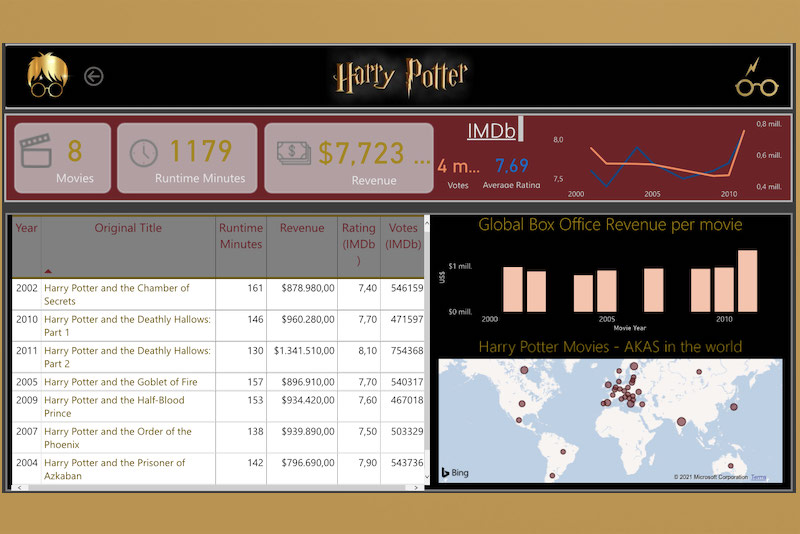 Harry Potter
8
Movies
1179
Runtime Minutes
$7,723 ...
Revenue
IMDb
4 m...
Votes
7,69
Average Rating
8,0
7,5
2000
2005
2010
0,8 mill.
0,6 mill.
0,4 mill.
Year Original Title Runtime Minutes Revenue Rating (IMDb) Votes (IMDb)
2002 Harry Potter and the Chamber of Secrets 161 $878.980,00 7,40 546159
2010 Harry Potter and the Deathly Hallows: Part 1 146 $960.280,00 7,70 471597
2011 Harry Potter and the Deathly Hallows: Part 2 130 $1.341.510,00 8,10 754368
2005 Harry Potter and the Goblet of Fire 157 $896.910,00 7,70 540317
2009 Harry Potter and the Half-Blood Prince 153 $934.420,00 7,60 467018
2007 Harry Potter and the Order of the Phoenix 138 $939.890,00 7,50 503329
2004 Harry Potter and the Prisoner of Azkaban 142 $796.690,00 7,90 543736
Global Box Office Revenue per movie
US$
$1 mill.
$0 mill.
2000
2005
2010
Movie Year
Harry Potter Movies - AKAS in the world
Bing
© 2021 Microsoft Corporation Terms